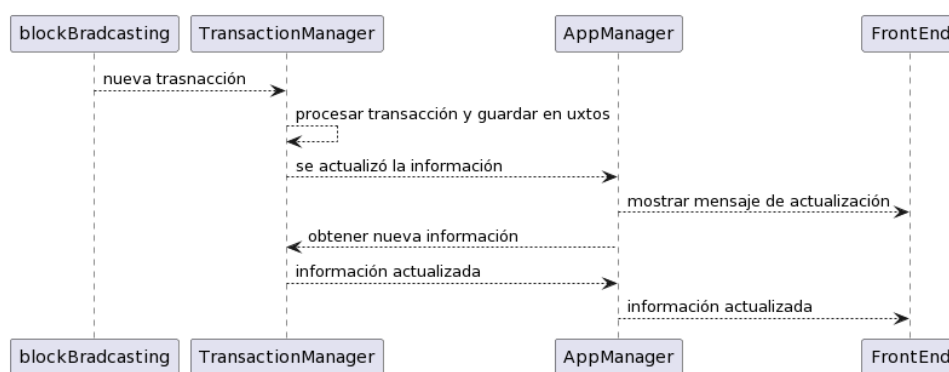 blockBradcasting TransactionManager AppManager FrontEnd
nueva trasnacción
procesar transacción y guardar en uxtos
se actualizó la información
mostrar mensaje de actualización
obtener nueva información
información actualizada
información actualizada
blockBradcasting TransactionManager AppManager FrontEnd